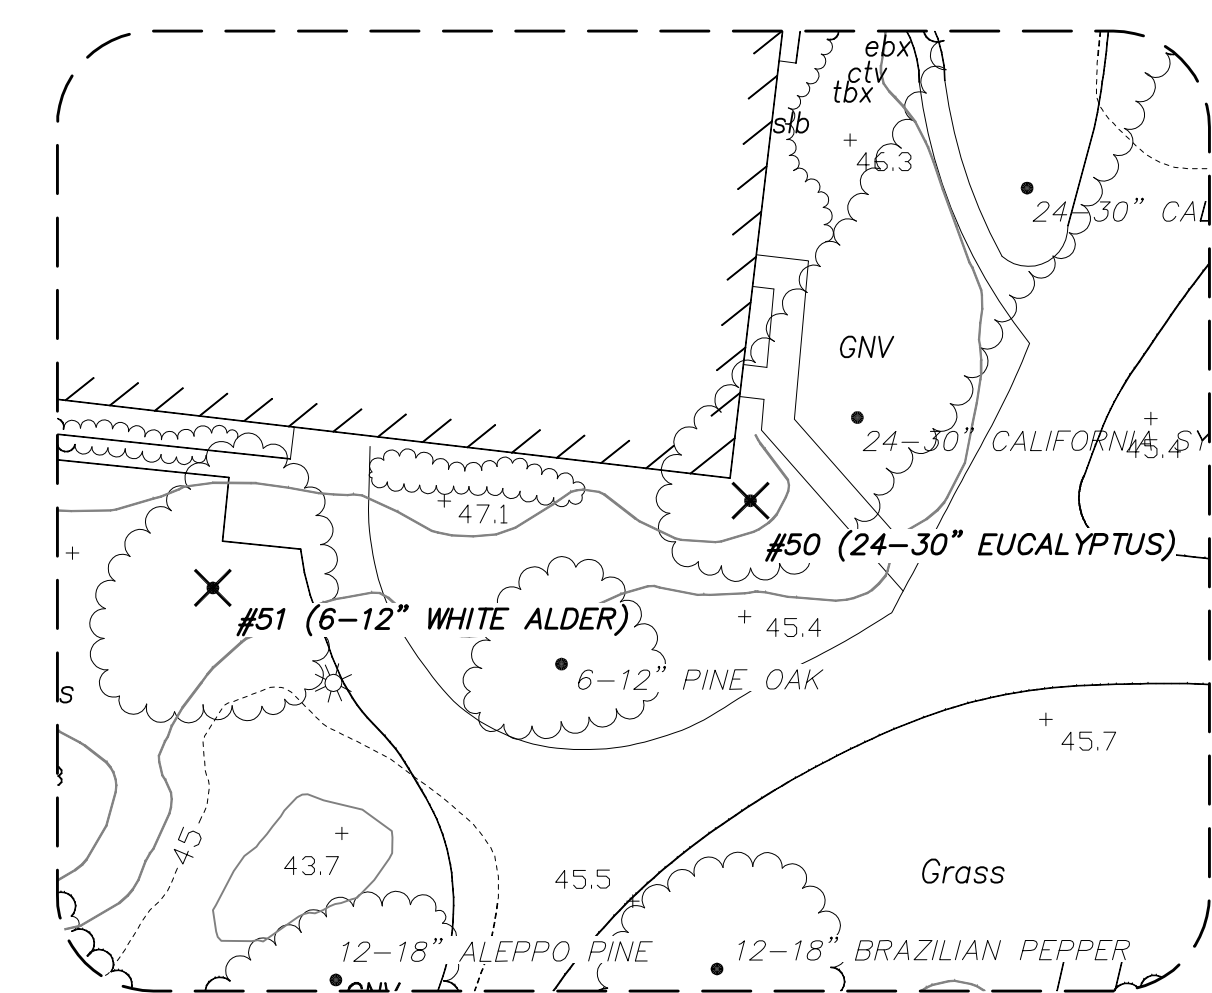 ebx
ctv
tbx
slb
46.3
24-30” CAL
GNV
24-30” CALIFORNIA SY
45.4
47.1
#50 (24-30” EUCALYPTUS)
#51 (6-12” WHITE ALDER)
45.4
6-12” PINE OAK
S
45.7
45
43.7
45.5
Grass
12-18” ALEPPO PINE
12-18” BRAZILIAN PEPPER
GNV